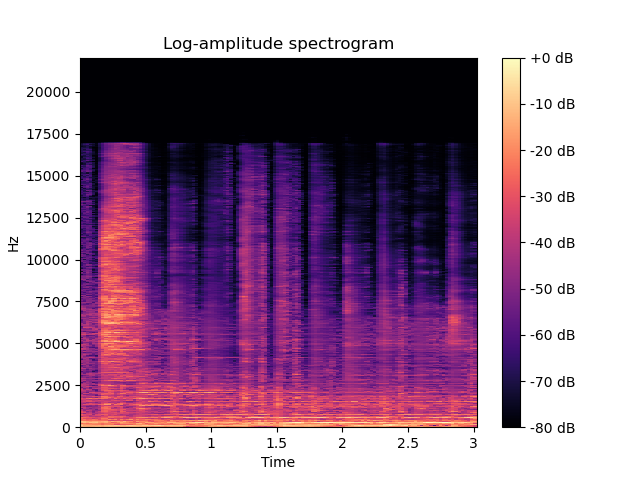 Log-amplitude spectrogram
Hz
20000
17500
15000
12500
10000
7500
5000
2500
0
0 0.5 1 1.5 2 2.5 3
Time
+0 dB
-10 dB
-20 dB
-30 dB
-40 dB
-50 dB
-60 dB
-70 dB
-80 dB